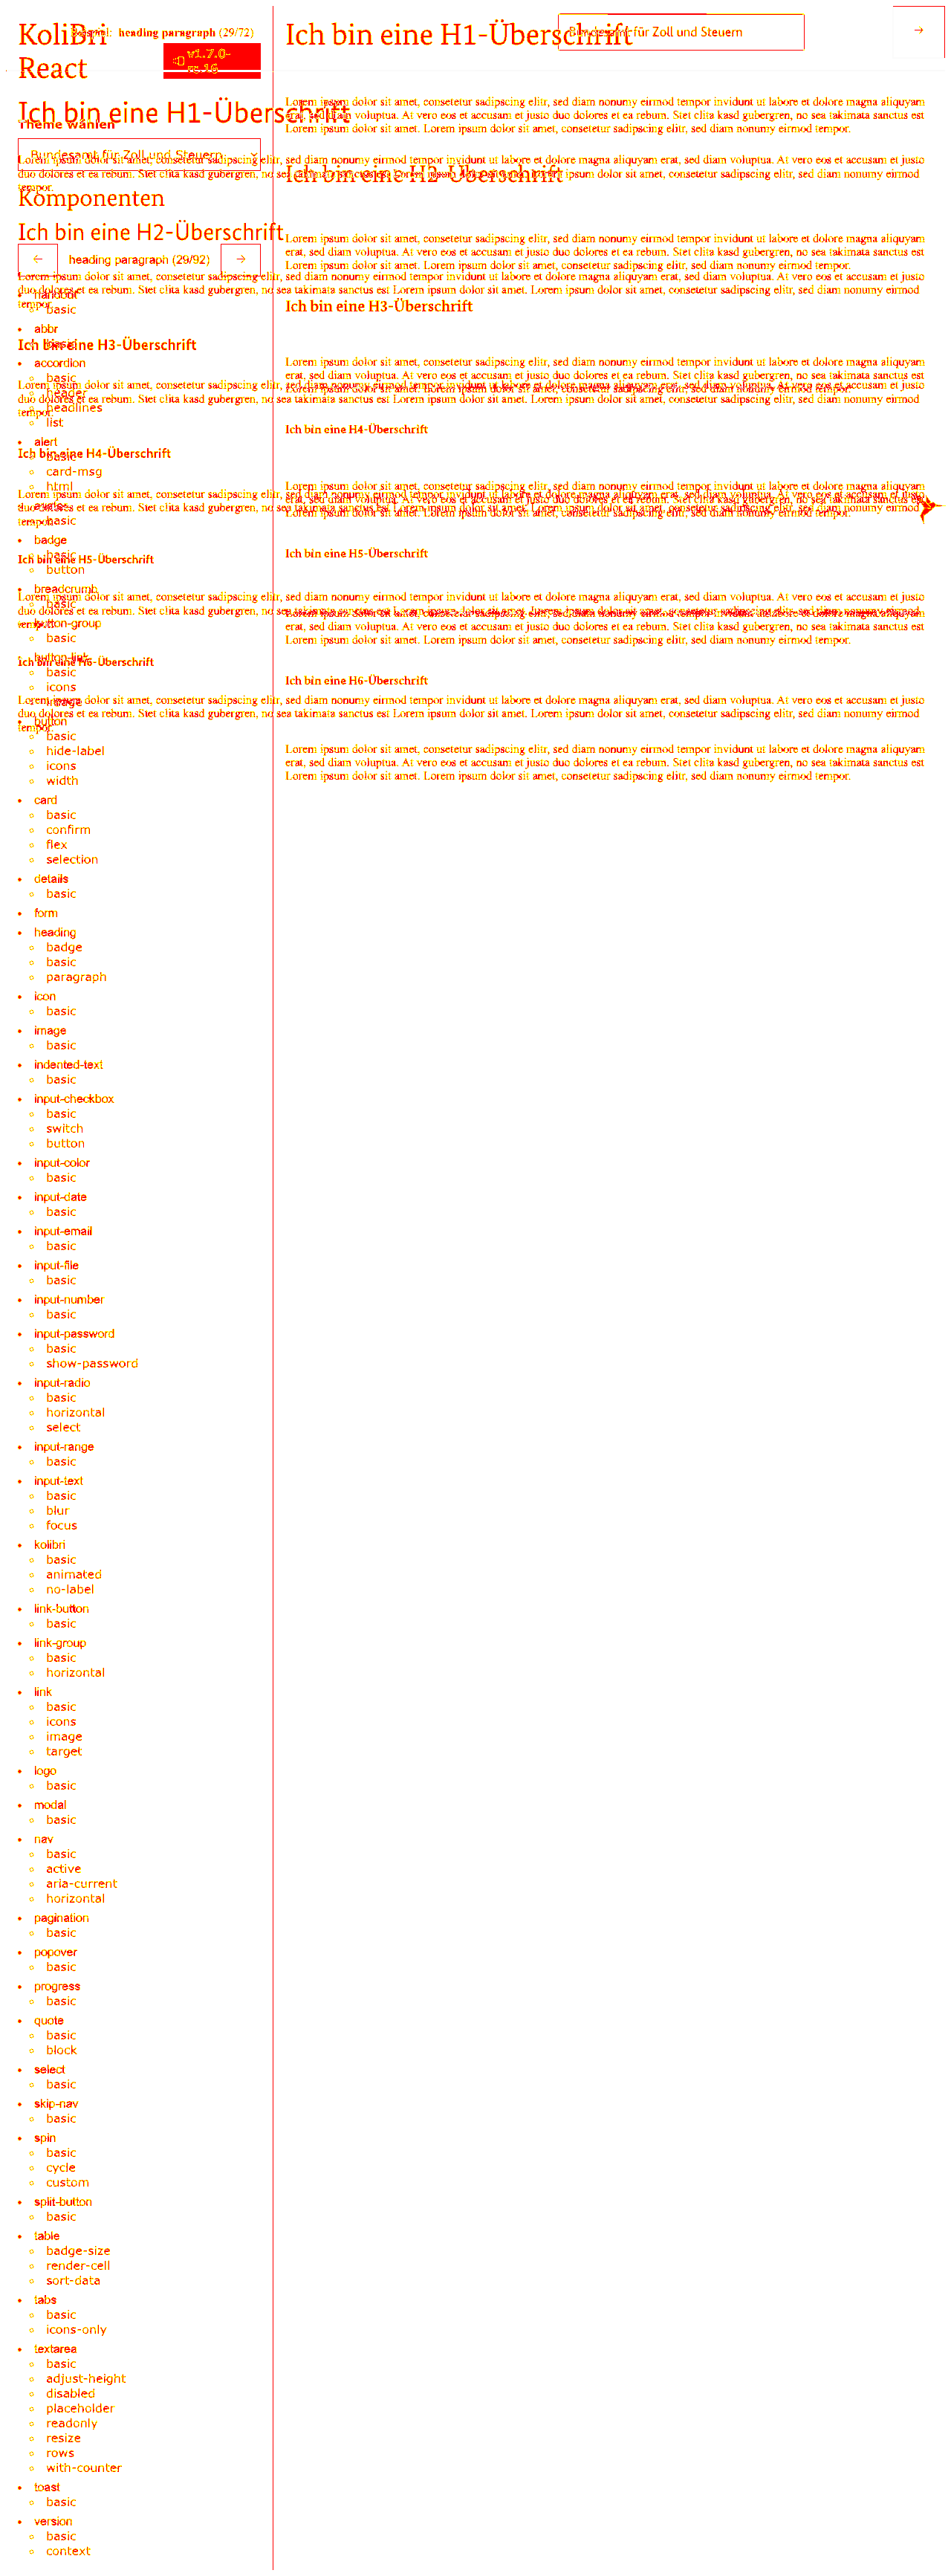 KoliBri
React
heading paragraph (29/72)
v1.7.0-
rc.16
Theme wählen
Bundesamt für Zoll und Steuern
Komponenten
heading paragraph (29/92)
handout
basic
abbr
basic
accordion
basic
header
headlines
list
alert
basic
card-msg
html
basic
badge
basic
button
breadcrumb
basic
button-group
basic
button-link
basic
icons
image
button
basic
hide-label
icons
width
card
basic
confirm
flex
selection
details
basic
form
heading
badge
basic
paragraph
icon
basic
image
basic
indented-text
basic
input-checkbox
basic
switch
button
input-color
basic
input-date
basic
input-email
basic
input-file
basic
input-number
basic
input-password
basic
show-password
input-radio
basic
horizontal
select
input-range
basic
input-text
basic
blur
focus
kolibri
basic
animated
no-label
link-button
basic
link-group
basic
horizontal
link
basic
icons
image
target
logo
basic
modal
basic
nav
basic
active
aria-current
horizontal
pagination
basic
popover
basic
progress
basic
quote
basic
block
select
basic
skip-nav
basic
spin
basic
cycle
custom
split-button
basic
table
badge-size
render-cell
sort-data
tabs
basic
icons-only
textarea
basic
adjust-height
disabled
placeholder
readonly
resize
rows
with-counter
toast
basic
version
basic
context
Ich bin eine H1-Überschrift
Lorem ipsum dolor sit amet, consetetur sadipscing elitr, sed diam nonumy eirmod tempor invidunt ut labore et dolore magna aliquyam erat, sed diam voluptua. At vero eos et accusam et justo
duo dolores et ea rebum. Stet clita kasd gubergren, no sea takimata sanctus est Lorem ipsum dolor sit amet. Lorem ipsum dolor sit amet, consetetur sadipscing elitr, sed diam nonumy eirmod
tempor.
Ich bin eine H2-Überschrift
Lorem ipsum dolor sit amet, consetetur sadipscing elitr, sed diam nonumy eirmod tempor invidunt ut labore et dolore magna aliquyam erat, sed diam voluptua. At vero eos et accusam et justo
duo dolores et ea rebum. Stet clita kasd gubergren, no sea takimata sanctus est Lorem ipsum dolor sit amet. Lorem ipsum dolor sit amet, consetetur sadipscing elitr, sed diam nonumy eirmod
tempor.
Ich bin eine H3-Überschrift
Lorem ipsum dolor sit amet, consetetur sadipscing elitr, sed diam nonumy eirmod tempor invidunt ut labore et dolore magna aliquyam erat, sed diam voluptua. At vero eos et accusam et justo
duo dolores et ea rebum. Stet clita kasd gubergren, no sea takimata sanctus est Lorem ipsum dolor sit amet. Lorem ipsum dolor sit amet, consetetur sadipscing elitr, sed diam nonumy eirmod
tempor.
Ich bin eine H4-Überschrift
Lorem ipsum dolor sit amet, consetetur sadipscing elitr, sed diam nonumy eirmod tempor invidunt ut labore et dolore magna aliquyam erat, sed diam voluptua. At vero eos et accusam et justo
duo dolores et ea rebum. Stet clita kasd gubergren, no sea takimata sanctus est Lorem ipsum dolor sit amet. Lorem ipsum dolor sit amet, consetetur sadipscing elitr, sed diam nonumy eirmod
tempor.
Ich bin eine H5-Überschrift
Lorem ipsum dolor sit amet, consetetur sadipscing elitr, sed diam nonumy eirmod tempor invidunt ut labore et dolore magna aliquyam erat, sed diam voluptua. At vero eos et accusam et justo
duo dolores et ea rebum. Stet clita kasd gubergren, no sea takimata sanctus est Lorem ipsum dolor sit amet. Lorem ipsum dolor sit amet, consetetur sadipscing elitr, sed diam nonumy eirmod
tempor.
Ich bin eine H6-Überschrift
Lorem ipsum dolor sit amet, consetetur sadipscing elitr, sed diam nonumy eirmod tempor invidunt ut labore et dolore magna aliquyam erat, sed diam voluptua. At vero eos et accusam et justo
duo dolores et ea rebum. Stet clita kasd gubergren, no sea takimata sanctus est Lorem ipsum dolor sit amet. Lorem ipsum dolor sit amet, consetetur sadipscing elitr, sed diam nonumy eirmod
tempor.
Ich bin eine H1-Überschrift
Bundesamt für Zoll und Steuern
Lorem ipsum dolor sit amet, consetetur sadipscing elitr, sed diam nonumy eirmod tempor invidunt ut labore et dolore magna aliquyam
erat, sed diam voluptua. At vero eos et accusam et justo duo dolores et ea rebum. Stet clita kasd gubergren, no sea takimata sanctus est
Lorem ipsum dolor sit amet. Lorem ipsum dolor sit amet, consetetur sadipscing elitr, sed diam nonumy eirmod tempor.
Ich bin eine H2-Überschrift
Lorem ipsum dolor sit amet, consetetur sadipscing elitr, sed diam nonumy eirmod tempor invidunt ut labore et dolore magna aliquyam
erat, sed diam voluptua. At vero eos et accusam et justo duo dolores et ea rebum. Stet clita kasd gubergren, no sea takimata sanctus est
Lorem ipsum dolor sit amet. Lorem ipsum dolor sit amet, consetetur sadipscing elitr, sed diam nonumy eirmod tempor.
Ich bin eine H3-Überschrift
Lorem ipsum dolor sit amet, consetetur sadipscing elitr, sed diam nonumy eirmod tempor invidunt ut labore et dolore magna aliquyam
erat, sed diam voluptua. At vero eos et accusam et justo duo dolores et ea rebum. Stet clita kasd gubergren, no sea takimata sanctus est
Lorem ipsum dolor sit amet. Lorem ipsum dolor sit amet, consetetur sadipscing elitr, sed diam nonumy eirmod tempor.
Ich bin eine H4-Überschrift
Lorem ipsum dolor sit amet, consetetur sadipscing elitr, sed diam nonumy eirmod tempor invidunt ut labore et dolore magna aliquyam
erat, sed diam voluptua. At vero eos et accusam et justo duo dolores et ea rebum. Stet clita kasd gubergren, no sea takimata sanctus est
Lorem ipsum dolor sit amet. Lorem ipsum dolor sit amet, consetetur sadipscing elitr, sed diam nonumy eirmod tempor.
Ich bin eine H5-Überschrift
erat, sed diam voluptua. At vero eos et accusam et justo duo dolores et ea rebum. Stet clita kasd gubergren, no sea takimata sanctus est
Lorem ipsum dolor sit amet. Lorem ipsum dolor sit amet, consetetur sadipscing elitr, sed diam nonumy eirmod tempor.
Ich bin eine H6-Überschrift
Lorem ipsum dolor sit amet, consetetur sadipscing elitr, sed diam nonumy eirmod tempor invidunt ut labore et dolore magna aliquyam
erat, sed diam voluptua. At vero eos et accusam et justo duo dolores et ea rebum. Stet clita kasd gubergren, no sea takimata sanctus est
Lorem ipsum dolor sit amet. Lorem ipsum dolor sit amet, consetetur sadipscing elitr, sed diam nonumy eirmod tempor.